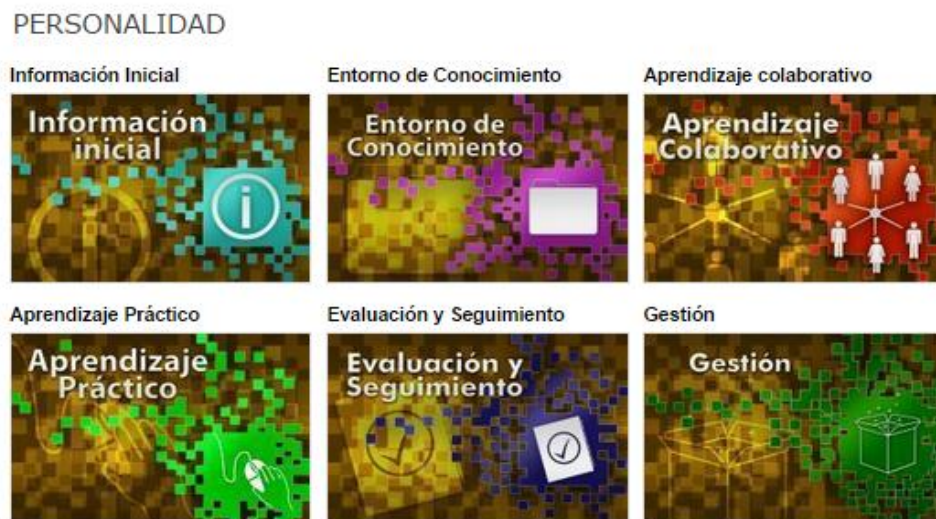 PERSONALIDAD
Información Inicial
Entorno de Conocimiento
Aprendizaje colaborativo
Información
inicial
i
Entorno de
Conocimiento
Aprendizaje
Colaborativo
Aprendizaje Práctico
Evaluación y Seguimiento
Gestión
Aprendizaje
Práctico
Evaluación y
Seguimiento
Gestión